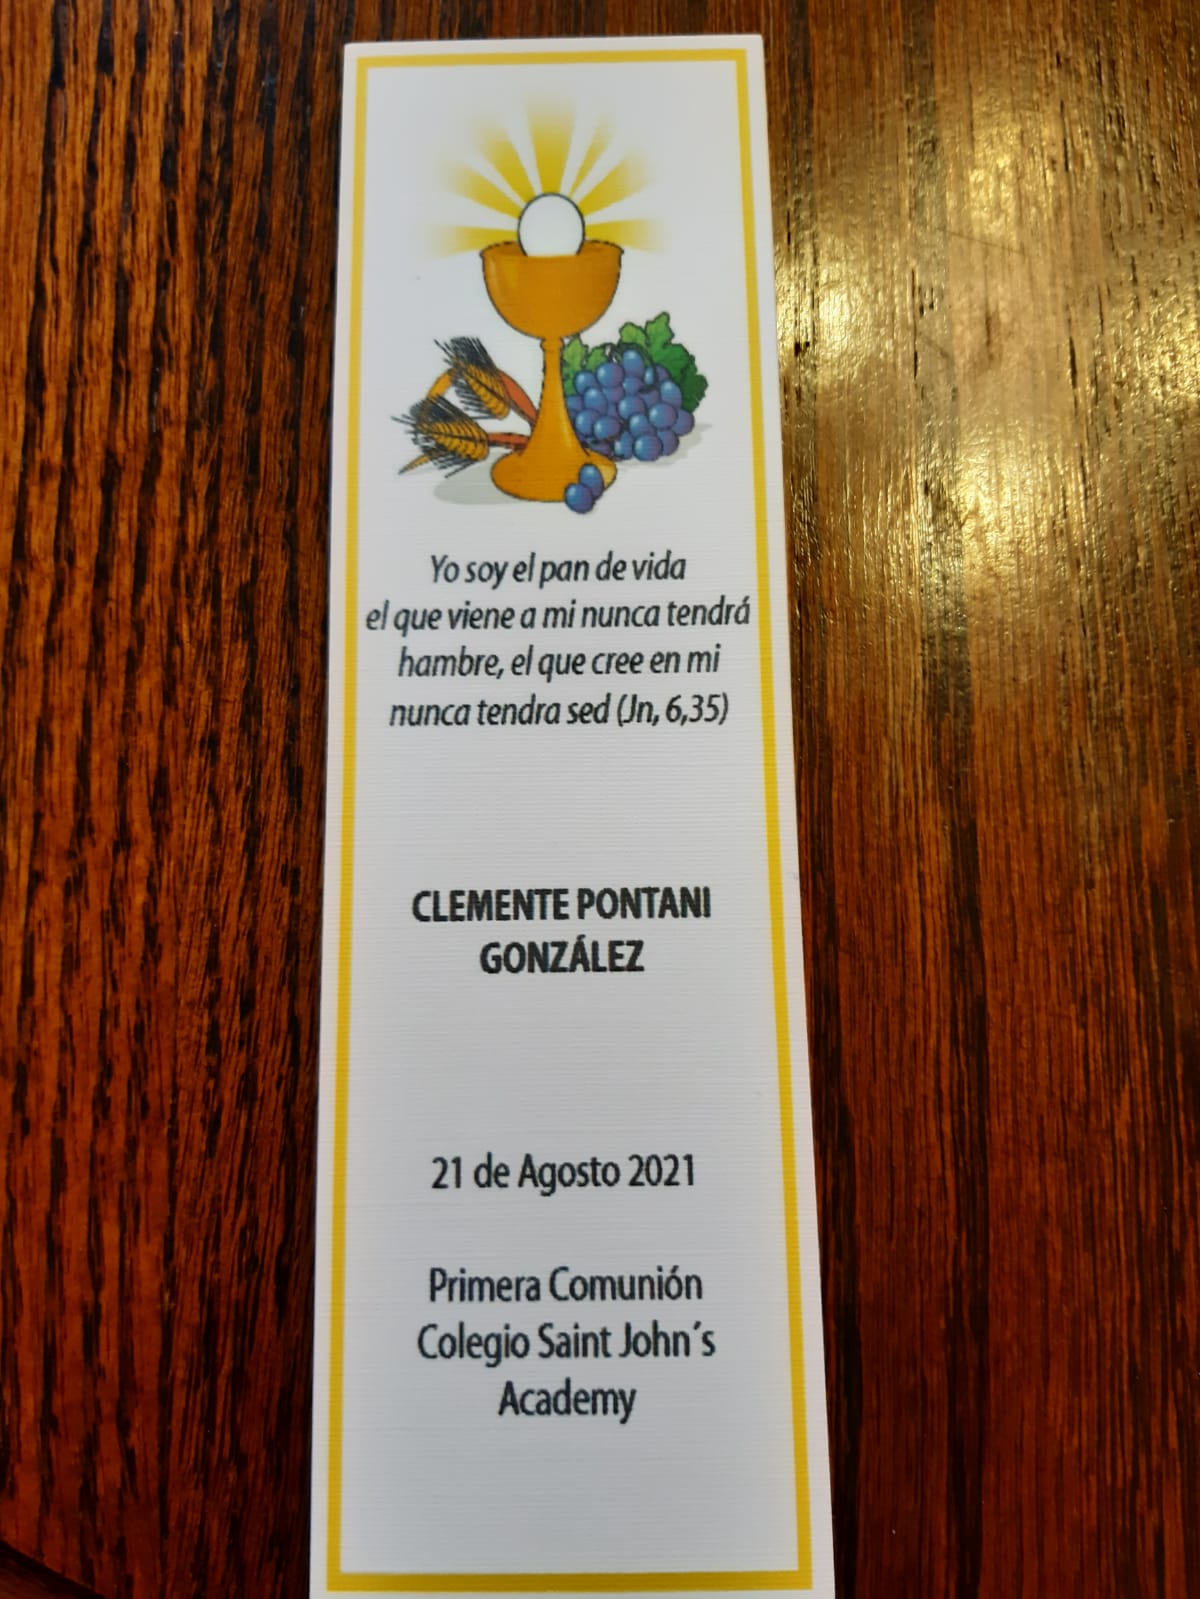 Yo soy el pan de vida
el que viene a mi nunca tendrá
hambre, el que cree en mi
nunca tendra sed (Jn, 6,35)
CLEMENTE PONTANI
GONZÁLEZ
21 de Agosto 2021
Primera Comunión
Colegio Saint John´s
Academy